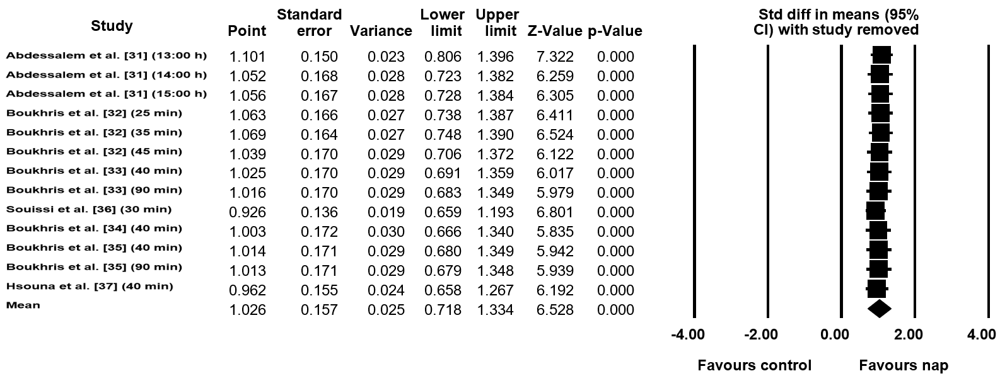 Study Point Standard error Variance Lower limit Upper limit Z-Value p-Value Std diff in means (95% CI) with study removed
Abdessalem et al. [31] (13:00 h) 1.101 0.150 0.023 0.806 1.396 7.322 0.000
Abdessalem et al. [31] (14:00 h) 1.052 0.168 0.028 0.723 1.382 6.259 0.000
Abdessalem et al. [31] (15:00 h) 1.056 0.167 0.028 0.728 1.384 6.305 0.000
Boukhris et al. [32] (25 min) 1.063 0.166 0.027 0.738 1.387 6.411 0.000
Boukhris et al. [32] (35 min) 1.069 0.164 0.027 0.748 1.390 6.524 0.000
Boukhris et al. [32] (45 min) 1.039 0.170 0.029 0.706 1.372 6.122 0.000
Boukhris et al. [33] (40 min) 1.025 0.170 0.029 0.691 1.359 6.017 0.000
Boukhris et al. [33] (90 min) 1.016 0.170 0.029 0.683 1.349 5.979 0.000
Souissi et al. [36] (30 min) 0.926 0.136 0.019 0.659 1.193 6.801 0.000
Boukhris et al. [34] (40 min) 1.003 0.172 0.030 0.666 1.340 5.835 0.000
Boukhris et al. [35] (40 min) 1.014 0.171 0.029 0.680 1.349 5.942 0.000
Boukhris et al. [35] (90 min) 1.013 0.171 0.029 0.679 1.348 5.939 0.000
Hsouna et al. [37] (40 min) 0.962 0.155 0.024 0.658 1.267 6.192 0.000
Mean 1.026 0.157 0.025 0.718 1.334 6.528 0.000
-4.00 -2.00 0.00 2.00 4.00
Favours control Favours nap